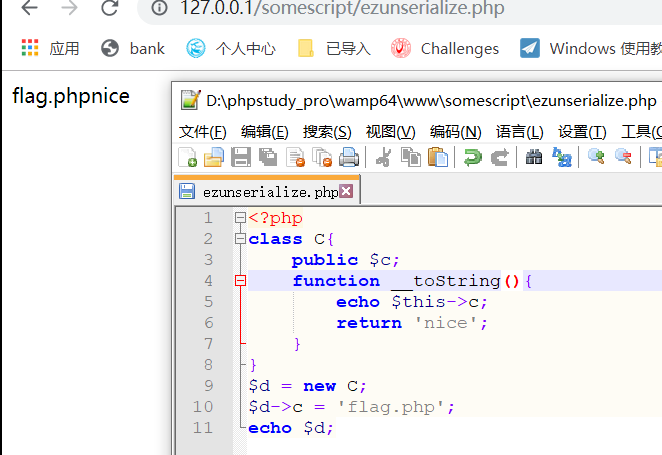 127.0.0.1/somescript/ezunserialize.php
应用 bank 个人中心 已导入 Challenges Windows 使用教
flag.phpnice
D:\phpstudy_pro\wamp64\www\somescript\ezunserialize.php
文件(F) 编辑(E) 搜索(S) 视图(V) 编码(N) 语言(L) 设置(T) 工具(O
ezunserialize.php
1 <?php
2 class C{
3 public $c;
4 function __toString(){
5 echo $this->c;
6 return 'nice';
7 }
8 }
9 $d = new C;
10 $d->c = 'flag.php';
11 echo $d;